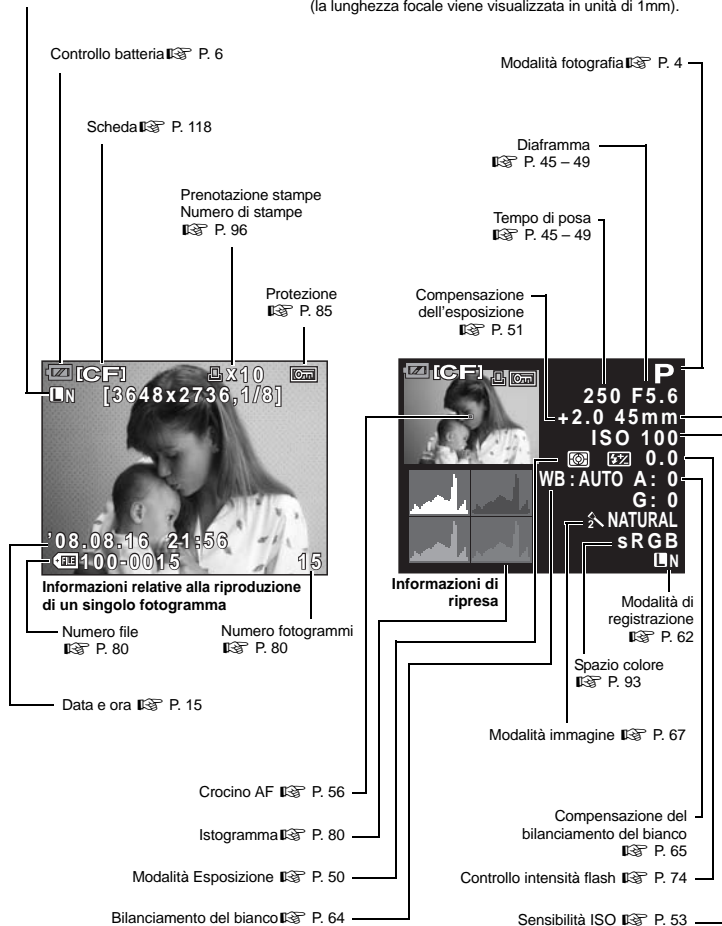 (la lunghezza focale viene visualizzata in unità di 1mm).
Controllo batteria P. 6
Modalità fotografia P. 4
Scheda P. 118
Diaframma
P. 45 – 49
Prenotazione stampe
Numero di stampe
P. 96
Tempo di posa
P. 45 – 49
Protezione
P. 85
Compensazione
dell'esposizione
P. 51
[CF] x10
LN [3648x2736,1/8]
'08.08.16 21:56
FILE 100-0015 15
[CF] P
250 F5.6
+2.0 45mm
ISO 100
0.0
WB : AUTO A: 0
G: 0
2 NATURAL
sRGB
LN
Informazioni relative alla riproduzione
di un singolo fotogramma
Informazioni di
ripresa
Numero file
P. 80
Numero fotogrammi
P. 80
Modalità di
registrazione
P. 62
Spazio colore
P. 93
Data e ora P. 15
Modalità immagine P. 67
Crocino AF P. 56
Istogramma P. 80
Compensazione del
bilanciamento del bianco
P. 65
Modalità Esposizione P. 50
Controllo intensità flash P. 74
Bilanciamento del bianco P. 64
Sensibilità ISO P. 53